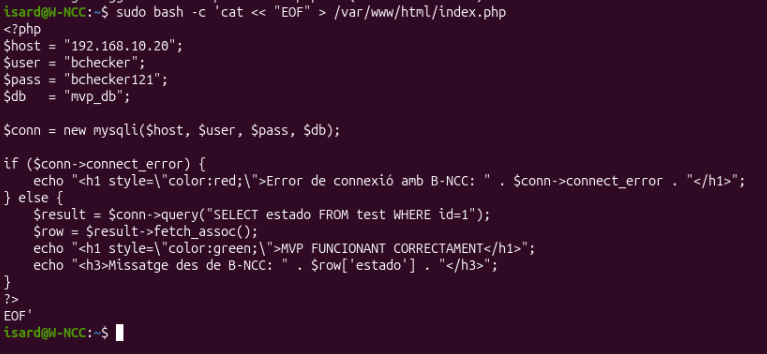 isard@W-NCC:~$ sudo bash -c 'cat << "EOF" > /var/www/html/index.php
<?php
$host = "192.168.10.20";
$user = "bchecker";
$pass = "bchecker121";
$db   = "mvp_db";

$conn = new mysqli($host, $user, $pass, $db);

if ($conn->connect_error) {
    echo "<h1 style=\"color:red;\">Error de connexió amb B-NCC: " . $conn->connect_error . "</h1>";
} else {
    $result = $conn->query("SELECT estado FROM test WHERE id=1");
    $row = $result->fetch_assoc();
    echo "<h1 style=\"color:green;\">MVP FUNCIONANT CORRECTAMENT</h1>";
    echo "<h3>Missatge des de B-NCC: " . $row['estado'] . "</h3>";
}
?>
EOF'
isard@W-NCC:~$